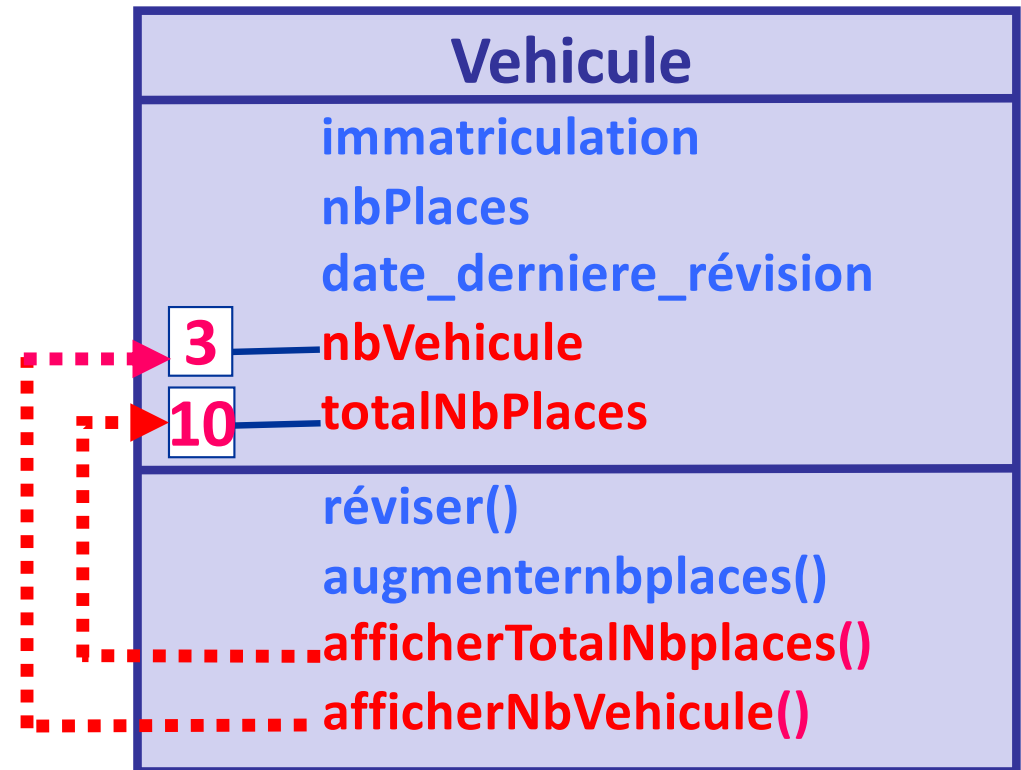 Vehicule
immatriculation
nbPlaces
date_derniere_révision
3 nbVehicule
10 totalNbPlaces
réviser()
augmenternbplaces()
afficherTotalNbplaces()
afficherNbVehicule()